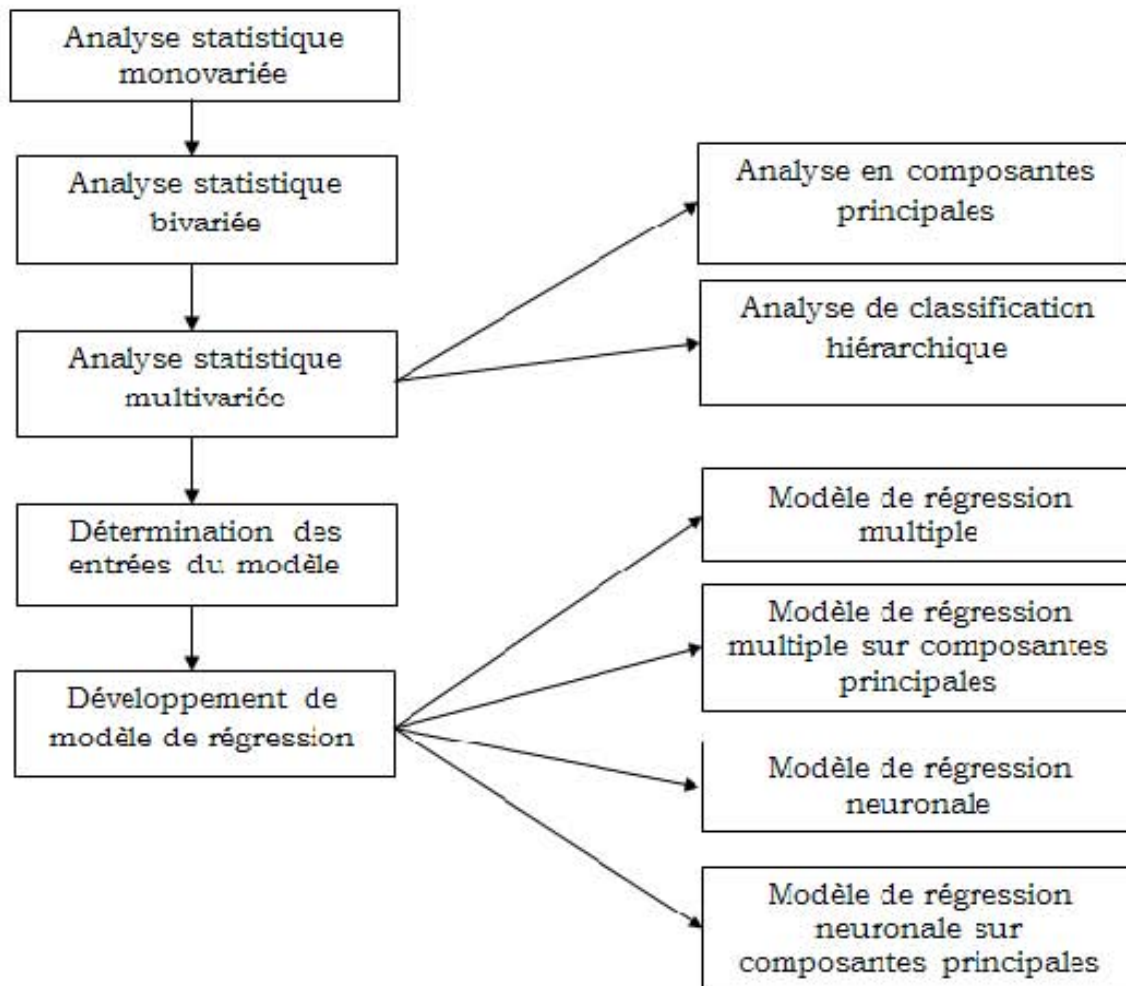 Analyse statistique
monovariée
Analyse statistique
bivariée
Analyse statistique
multivariée
Détermination des
entrées du modèle
Développement de
modèle de régression
Analyse en composantes
principales
Analyse de classification
hiérarchique
Modèle de régression
multiple
Modèle de régression
multiple sur composantes
principales
Modèle de régression
neuronale
Modèle de régression
neuronale sur
composantes principales